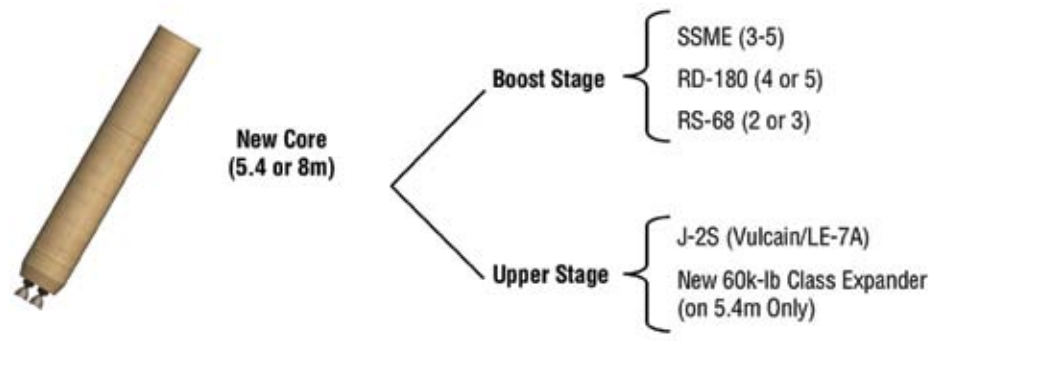 New Core
(5.4 or 8m)
Boost Stage
SSME (3-5)
RD-180 (4 or 5)
RS-68 (2 or 3)
Upper Stage
J-2S (Vulcain/LE-7A)
New 60k-lb Class Expander
(on 5.4m Only)